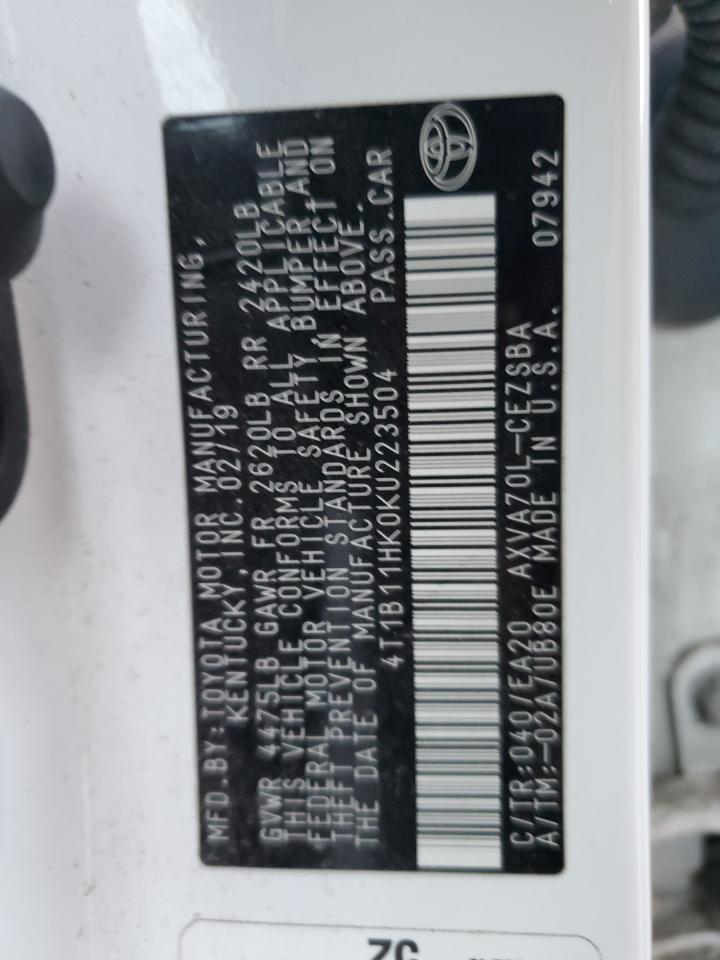 MFD.BY:TOYOTA MOTOR MANUFACTURING,
KENTUCKY,INC.02/19
GVWR 4475LB GAWR FR 2620LB RR 2420LB
THIS VEHICLE CONFORMS TO ALL APPLICABLE
FEDERAL MOTOR VEHICLE SAFETY,BUMPER,AND
THEFT PREVENTION STANDARDS IN EFFECT ON
THE DATE OF MANUFACTURE SHOWN ABOVE.
4T1B11HK0KU223504 PASS.CAR
C/TR:040/EA20 AXVA70L-CEZSBA
A/TM:-02A/UB80E MADE IN U.S.A. 07942
ZC